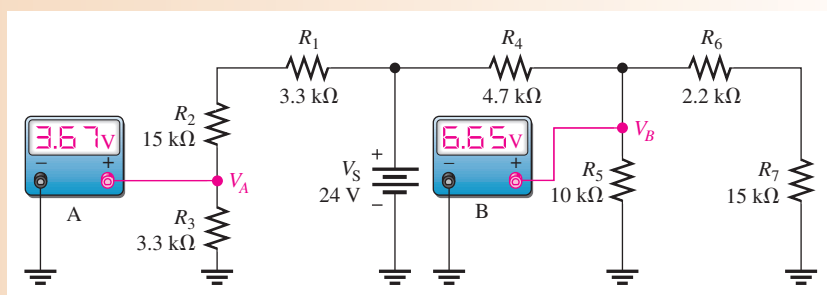 R1
3.3 kΩ
R4
4.7 kΩ
R6
2.2 kΩ
R2
15 kΩ
3.67V
− +
A
VA
R3
3.3 kΩ
+
VS
24 V
−
6.65V
− +
B
VB
R5
10 kΩ
R7
15 kΩ